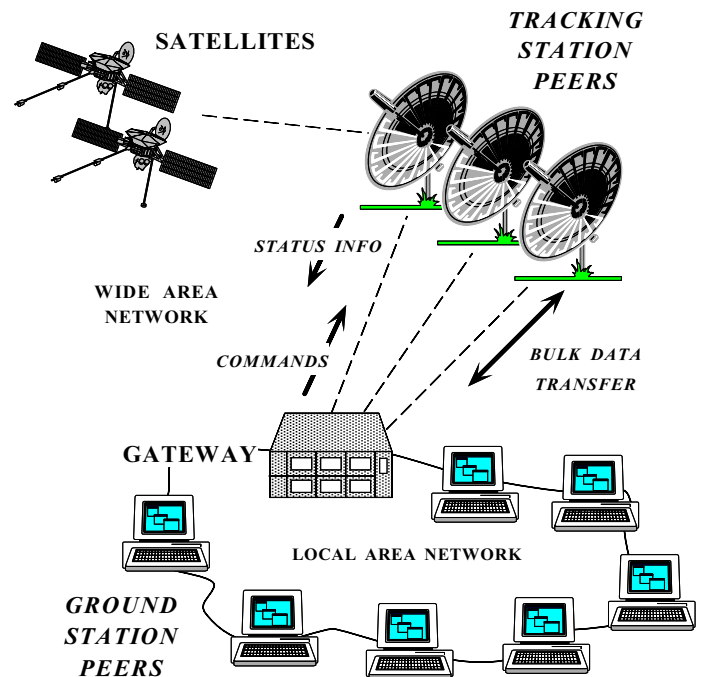 SATELLITES
TRACKING
STATION
PEERS
STATUS INFO
WIDE AREA
NETWORK
COMMANDS
BULK DATA
TRANSFER
GATEWAY
LOCAL AREA NETWORK
GROUND
STATION
PEERS